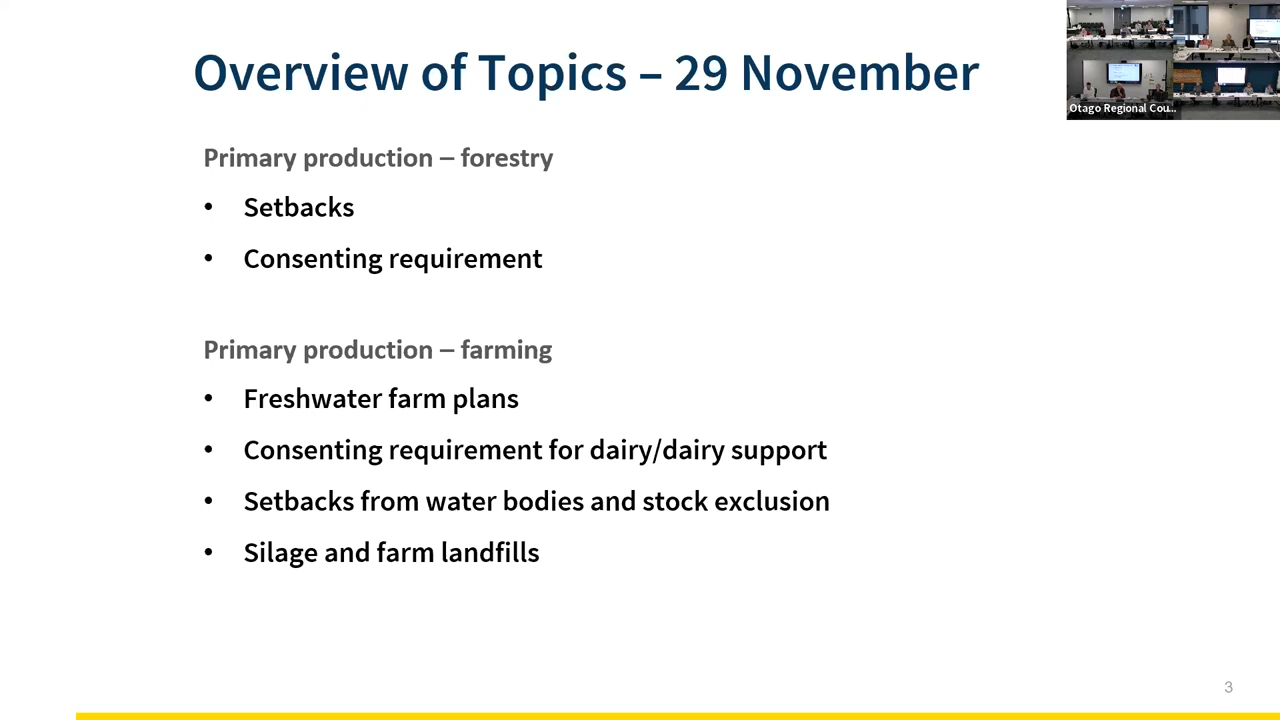 Overview of Topics – 29 November
Otago Regional Cou...
Primary production – forestry
• Setbacks
• Consenting requirement
Primary production – farming
• Freshwater farm plans
• Consenting requirement for dairy/dairy support
• Setbacks from water bodies and stock exclusion
• Silage and farm landfills
3